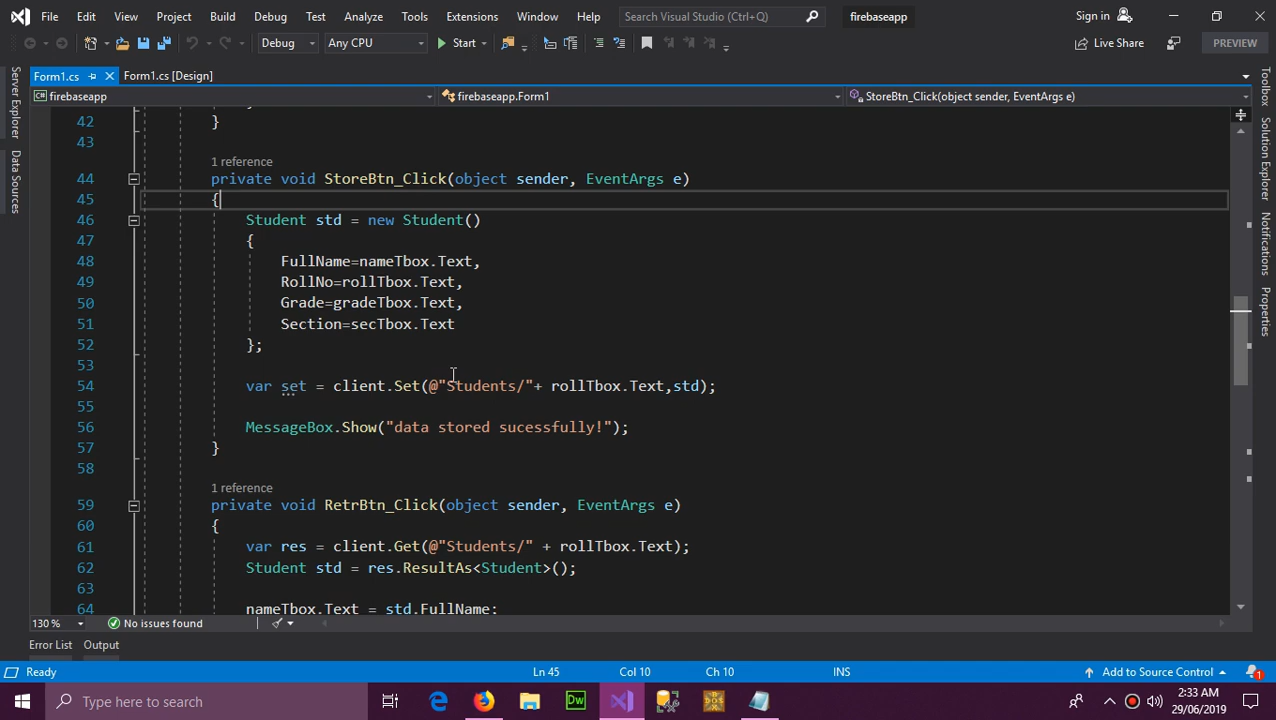 File Edit View Project Build Debug Test Analyze Tools Extensions Window Help Search Visual Studio (Ctrl+Q) firebaseapp Sign in
Debug Any CPU Start Live Share PREVIEW
Form1.cs Form1.cs [Design]
firebaseapp firebaseapp.Form1 StoreBtn_Click(object sender, EventArgs e)
Server Explorer
Data Sources
Toolbox
Solution Explorer
Notifications
Properties
42 }
43
1 reference
44 private void StoreBtn_Click(object sender, EventArgs e)
45 {
46 Student std = new Student()
47 {
48 FullName=nameTbox.Text,
49 RollNo=rollTbox.Text,
50 Grade=gradeTbox.Text,
51 Section=secTbox.Text
52 };
53
54 var set = client.Set(@"Students/"+ rollTbox.Text,std);
55
56 MessageBox.Show("data stored sucessfully!");
57 }
58
1 reference
59 private void RetrBtn_Click(object sender, EventArgs e)
60 {
61 var res = client.Get(@"Students/" + rollTbox.Text);
62 Student std = res.ResultAs<Student>();
63
64 nameTbox.Text = std.FullName;
130 % No issues found
Error List Output
Ready Ln 45 Col 10 Ch 10 INS Add to Source Control 1
Type here to search Dw DOS 2:33 AM
29/06/2019